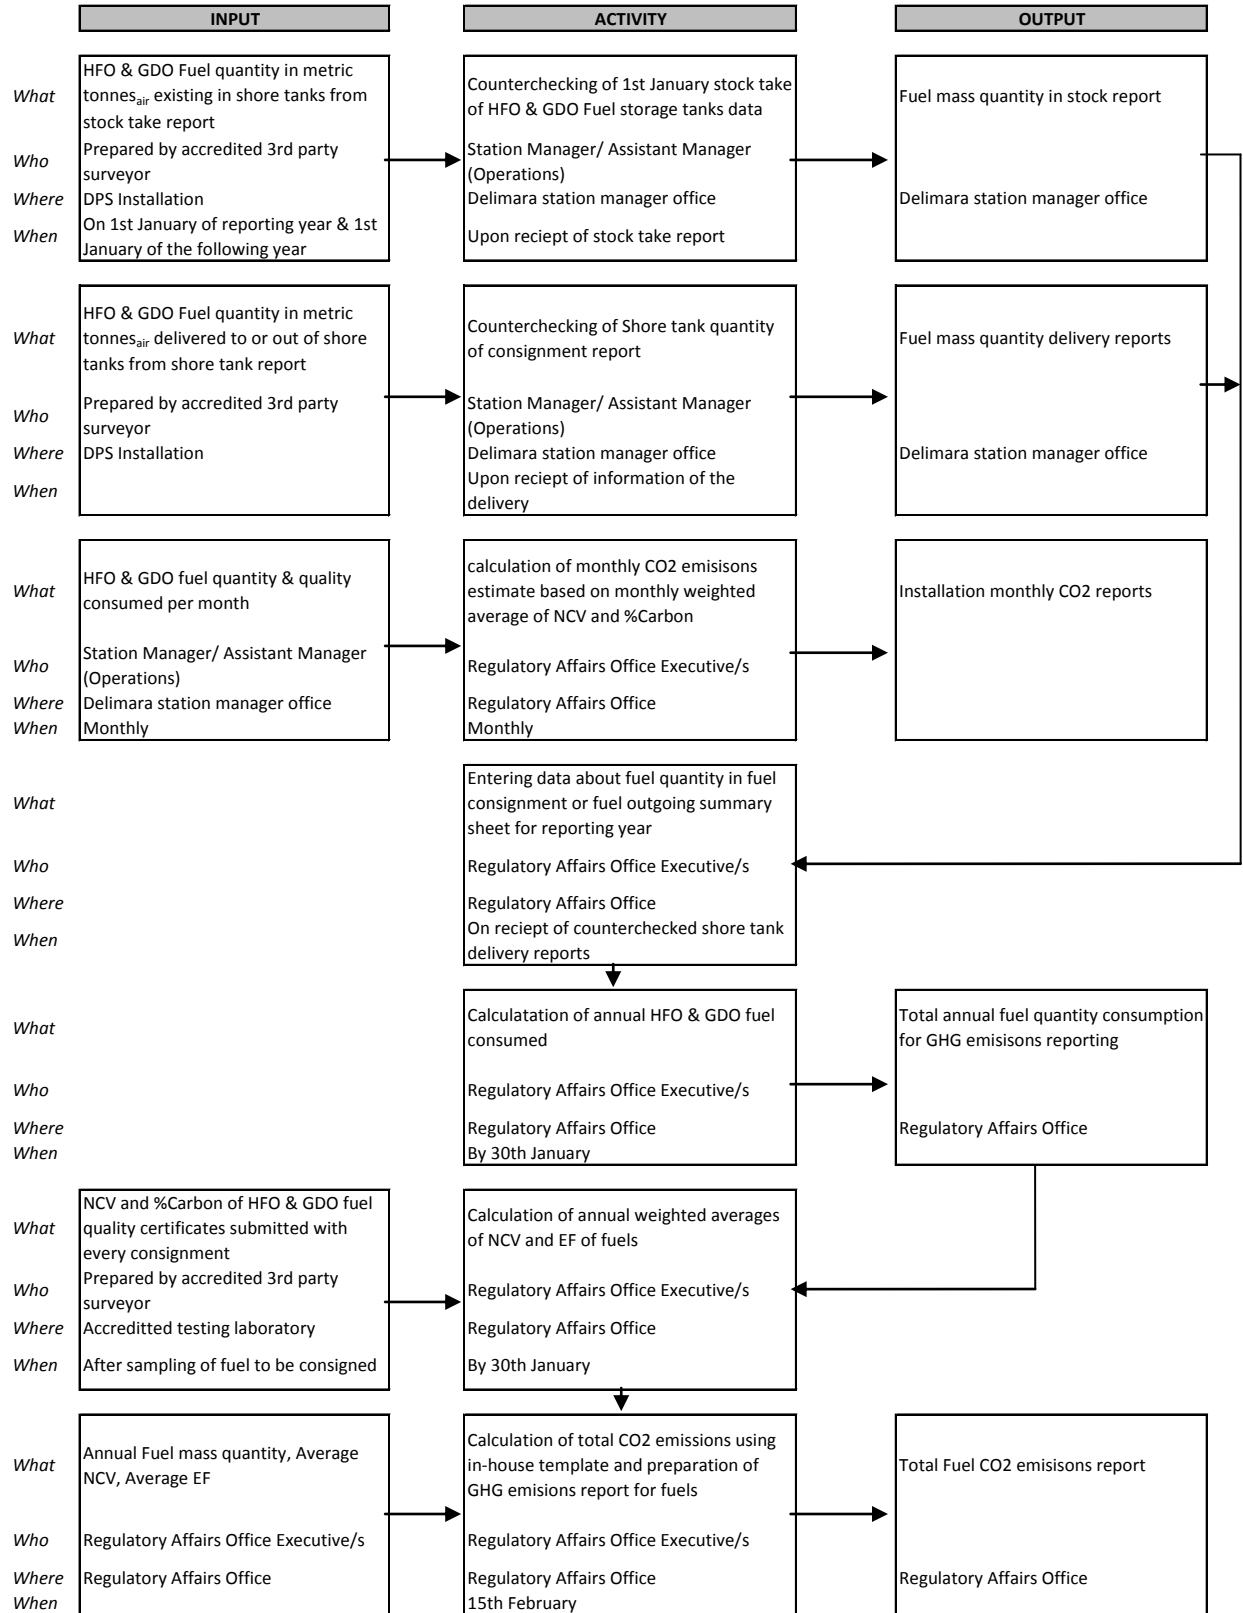 INPUT
ACTIVITY
OUTPUT
What
HFO & GDO Fuel quantity in metric
tonnesair existing in shore tanks from
stock take report
Counterchecking of 1st January stock take
of HFO & GDO Fuel storage tanks data
Fuel mass quantity in stock report
Who
Prepared by accredited 3rd party
surveyor
Station Manager/ Assistant Manager
(Operations)
Where
DPS Installation
Delimara station manager office
Delimara station manager office
When
On 1st January of reporting year & 1st
January of the following year
Upon reciept of stock take report
What
HFO & GDO Fuel quantity in metric
tonnesair delivered to or out of shore
tanks from shore tank report
Counterchecking of Shore tank quantity
of consignment report
Fuel mass quantity delivery reports
Who
Prepared by accredited 3rd party
surveyor
Station Manager/ Assistant Manager
(Operations)
Where
DPS Installation
Delimara station manager office
Delimara station manager office
When
Upon reciept of information of the
delivery
What
HFO & GDO fuel quantity & quality
consumed per month
calculation of monthly CO2 emisisons
estimate based on monthly weighted
average of NCV and %Carbon
Installation monthly CO2 reports
Who
Station Manager/ Assistant Manager
(Operations)
Regulatory Affairs Office Executive/s
Where
Delimara station manager office
Regulatory Affairs Office
When
Monthly
Monthly
What
Entering data about fuel quantity in fuel
consignment or fuel outgoing summary
sheet for reporting year
Who
Regulatory Affairs Office Executive/s
Where
Regulatory Affairs Office
When
On reciept of counterchecked shore tank
delivery reports
What
Calculatation of annual HFO & GDO fuel
consumed
Total annual fuel quantity consumption
for GHG emisisons reporting
Who
Regulatory Affairs Office Executive/s
Where
Regulatory Affairs Office
Regulatory Affairs Office
When
By 30th January
What
NCV and %Carbon of HFO & GDO fuel
quality certificates submitted with
every consignment
Calculation of annual weighted averages
of NCV and EF of fuels
Who
Prepared by accredited 3rd party
surveyor
Regulatory Affairs Office Executive/s
Where
Accreditted testing laboratory
Regulatory Affairs Office
When
After sampling of fuel to be consigned
By 30th January
What
Annual Fuel mass quantity, Average
NCV, Average EF
Calculation of total CO2 emissions using
in-house template and preparation of
GHG emisions report for fuels
Total Fuel CO2 emisisons report
Who
Regulatory Affairs Office Executive/s
Regulatory Affairs Office Executive/s
Where
Regulatory Affairs Office
Regulatory Affairs Office
Regulatory Affairs Office
When
15th February